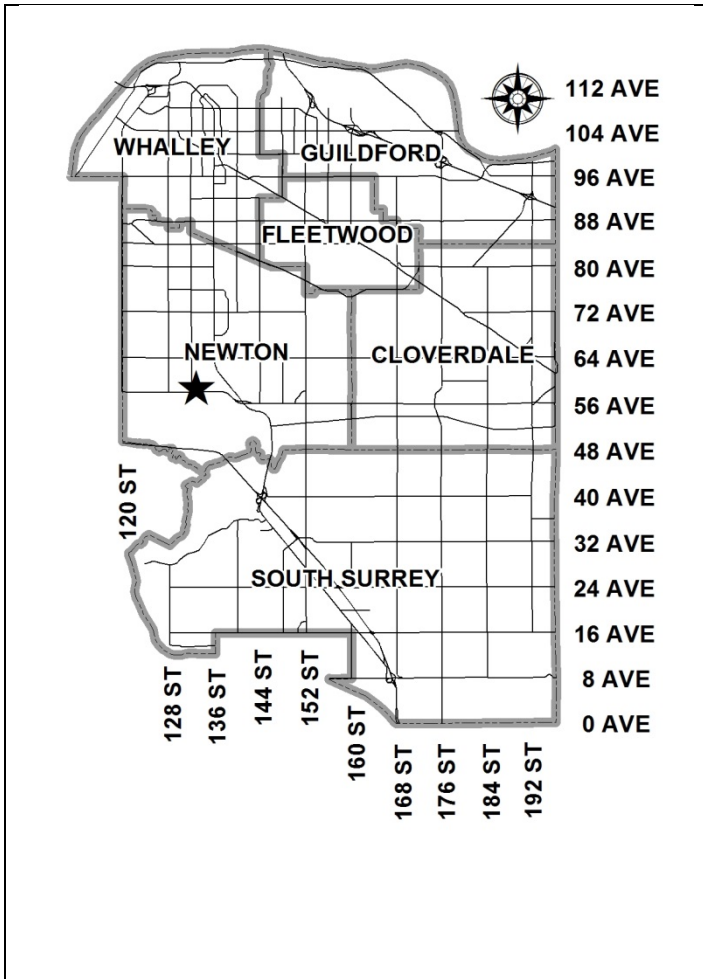 112 AVE
104 AVE
WHALLEY
GUILDFORD
96 AVE
88 AVE
FLEETWOOD
80 AVE
72 AVE
NEWTON
CLOVERDALE
64 AVE
56 AVE
48 AVE
120 ST
40 AVE
32 AVE
SOUTH SURREY
24 AVE
16 AVE
8 AVE
0 AVE
128 ST
136 ST
144 ST
152 ST
160 ST
168 ST
176 ST
184 ST
192 ST